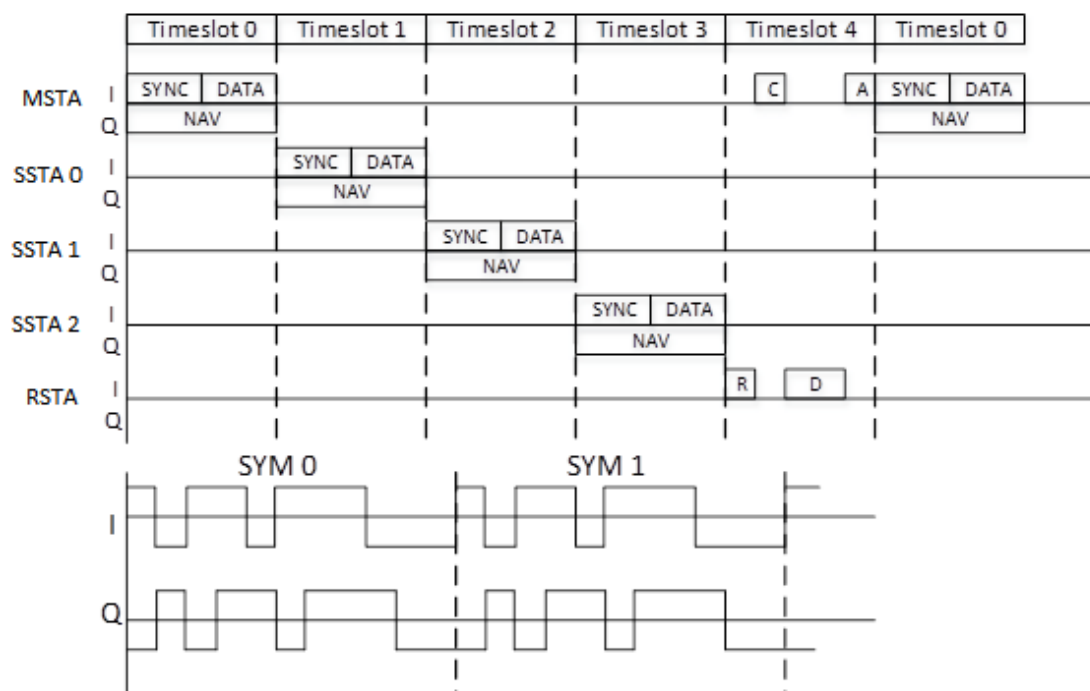 Timeslot 0 Timeslot 1 Timeslot 2 Timeslot 3 Timeslot 4 Timeslot 0
MSTA I SYNC DATA C A SYNC DATA
Q NAV NAV
SSTA 0 I SYNC DATA
Q NAV
SSTA 1 I SYNC DATA
Q NAV
SSTA 2 I SYNC DATA
Q NAV
RSTA I R D
Q
SYM 0 SYM 1
I
Q